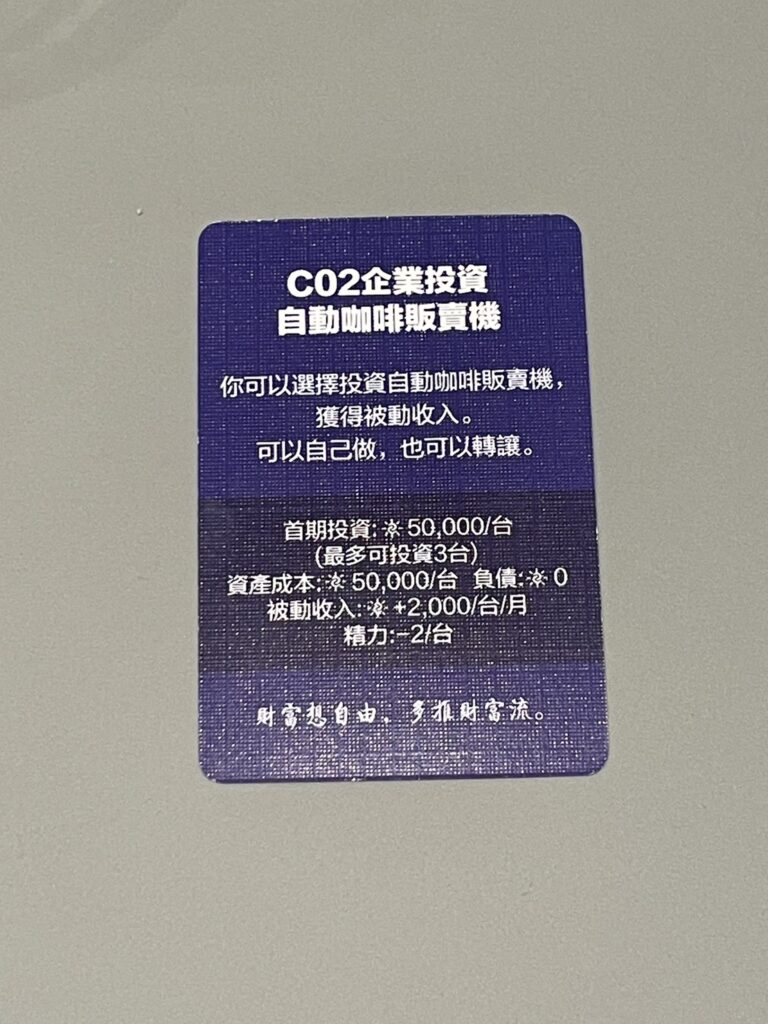 C02企業投資
自動咖啡販賣機
你可以選擇投資自動咖啡販賣機，
獲得被動收入。
可以自己做，也可以轉讓。
首期投資:50,000/台
(最多可投資3台)
資產成本:50,000/台 負債:0
被動收入:+2,000/台/月
精力:-2/台
財富想自由、多推財富流。